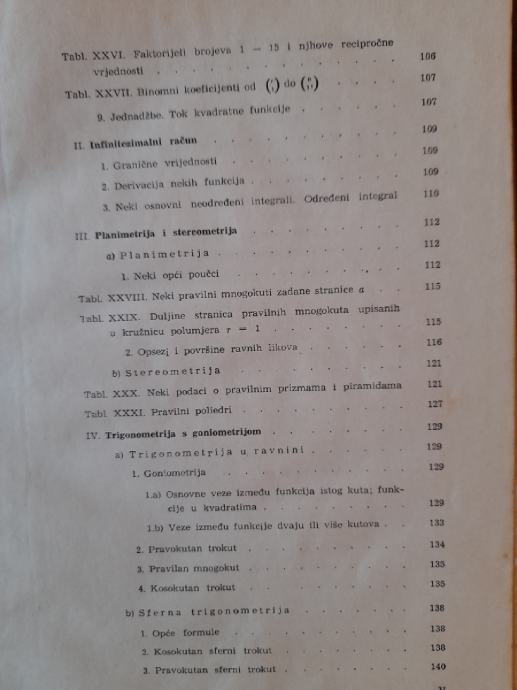 Tabl. XXVI. Faktorijeli brojeva 1 — 15 i njhove recipročne
vrjednosti . . . . . . . . . . . . 106
Tabl. XXVII. Binomni koeficijenti od do . . . . 107
9. Jednadžbe. Tok kvadratne funkcije . . . . . 107
II. Infinitezimalni račun . . . . . . . . . . 109
1. Granične vrijednosti . . . . . . . . . 109
2. Derivacija nekih funkcija . . . . . . . . 109
3. Neki osnovni neodređeni integrali. Određeni integral 110
III. Planimetrija i stereometrija . . . . . . . . 112
a) Planimetrija . . . . . . . . . . 112
1. Neki opći poučci . . . . . . . . . 112
Tabl. XXVIII. Neki pravilni mnogokuti zadane stranice a . . 115
Tabl. XXIX. Duljine stranica pravilnih mnogokuta upisanih
u kružnicu polumjera r = 1 . . . . . . . 115
2. Opsezi i površine ravnih likova . . . . . . 116
b) Stereometrija . . . . . . . . . . 121
Tabl. XXX. Neki podaci o pravilnim prizmama i piramidama 121
Tabl. XXXI. Pravilni poliedri . . . . . . . . . 127
IV. Trigonometrija s goniometrijom . . . . . . . 129
a) Trigonometrija u ravnini . . . . . . 129
1. Goniometrija . . . . . . . . . . 129
1.a) Osnovne veze između funkcija istog kuta; funk-
cije u kvadratima . . . . . . . . 129
1.b) Veze između funkcije dvaju ili više kutova . . 133
2. Pravokutan trokut . . . . . . . . . 134
3. Pravilan mnogokut . . . . . . . . . 135
4. Kosokutan trokut . . . . . . . . . 135
b) Sferna trigonometrija . . . . . . . 138
1. Opće formule . . . . . . . . . . 138
2. Kosokutan sferni trokut . . . . . . . 138
3. Pravokutan sferni trokut . . . . . . . 140
V